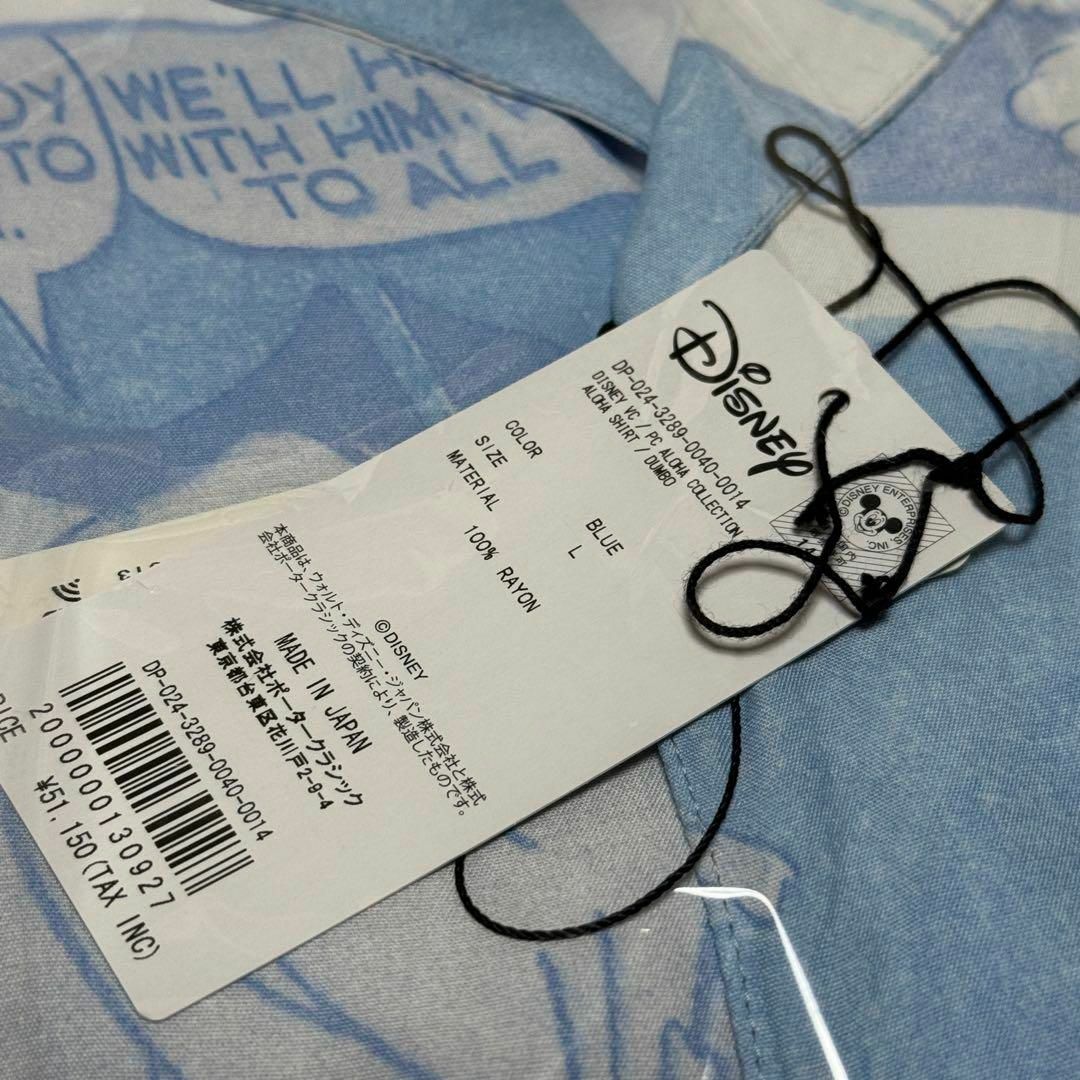 DY
TO
WE'LL HA
WITH HIM.
TO ALL
Disney
DP-024-3289-0040-0014
DISNEY VC / PC ALOHA COLLECTION
ALOHA SHIRT / DUMBO
©DISNEY ENTERPRISES, INC.
COLOR BLUE
SIZE L
MATERIAL 100% RAYON
©DISNEY
本商品は、ウォルト・ディズニー・ジャパン株式会社と株式
会社ポータークラシックの契約により、製造したものです。
MADE IN JAPAN
株式会社ポータークラシック
東京都台東区花川戸2-9-4
DP-024-3289-0040-0014
2000000130927
¥51,150(TAX INC)